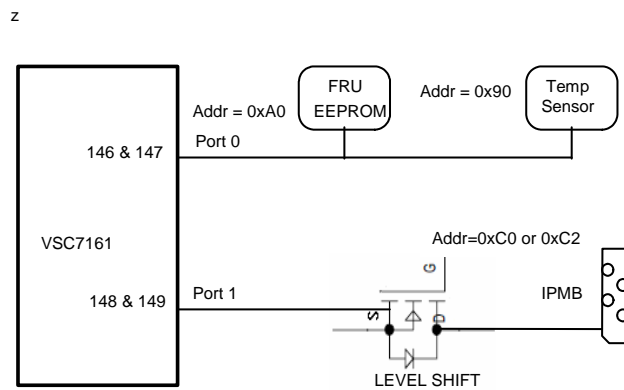 z
FRU
EEPROM
Addr = 0xA0
Addr = 0x90
Temp
Sensor
146 & 147
Port 0
VSC7161
Addr=0xC0 or 0xC2
G
148 & 149
Port 1
S
D
IPMB
LEVEL SHIFT